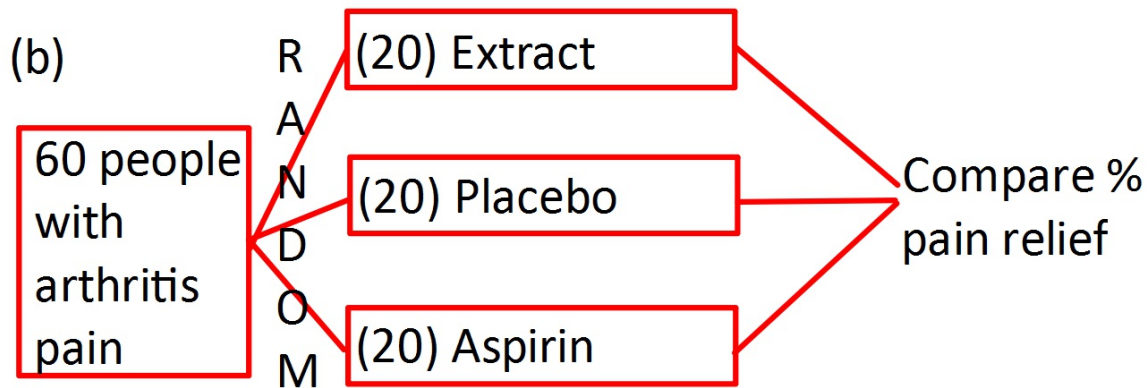 (b)
60 people
with
arthritis
pain
R
A
N
D
O
M
(20) Extract
(20) Placebo
(20) Aspirin
Compare %
pain relief